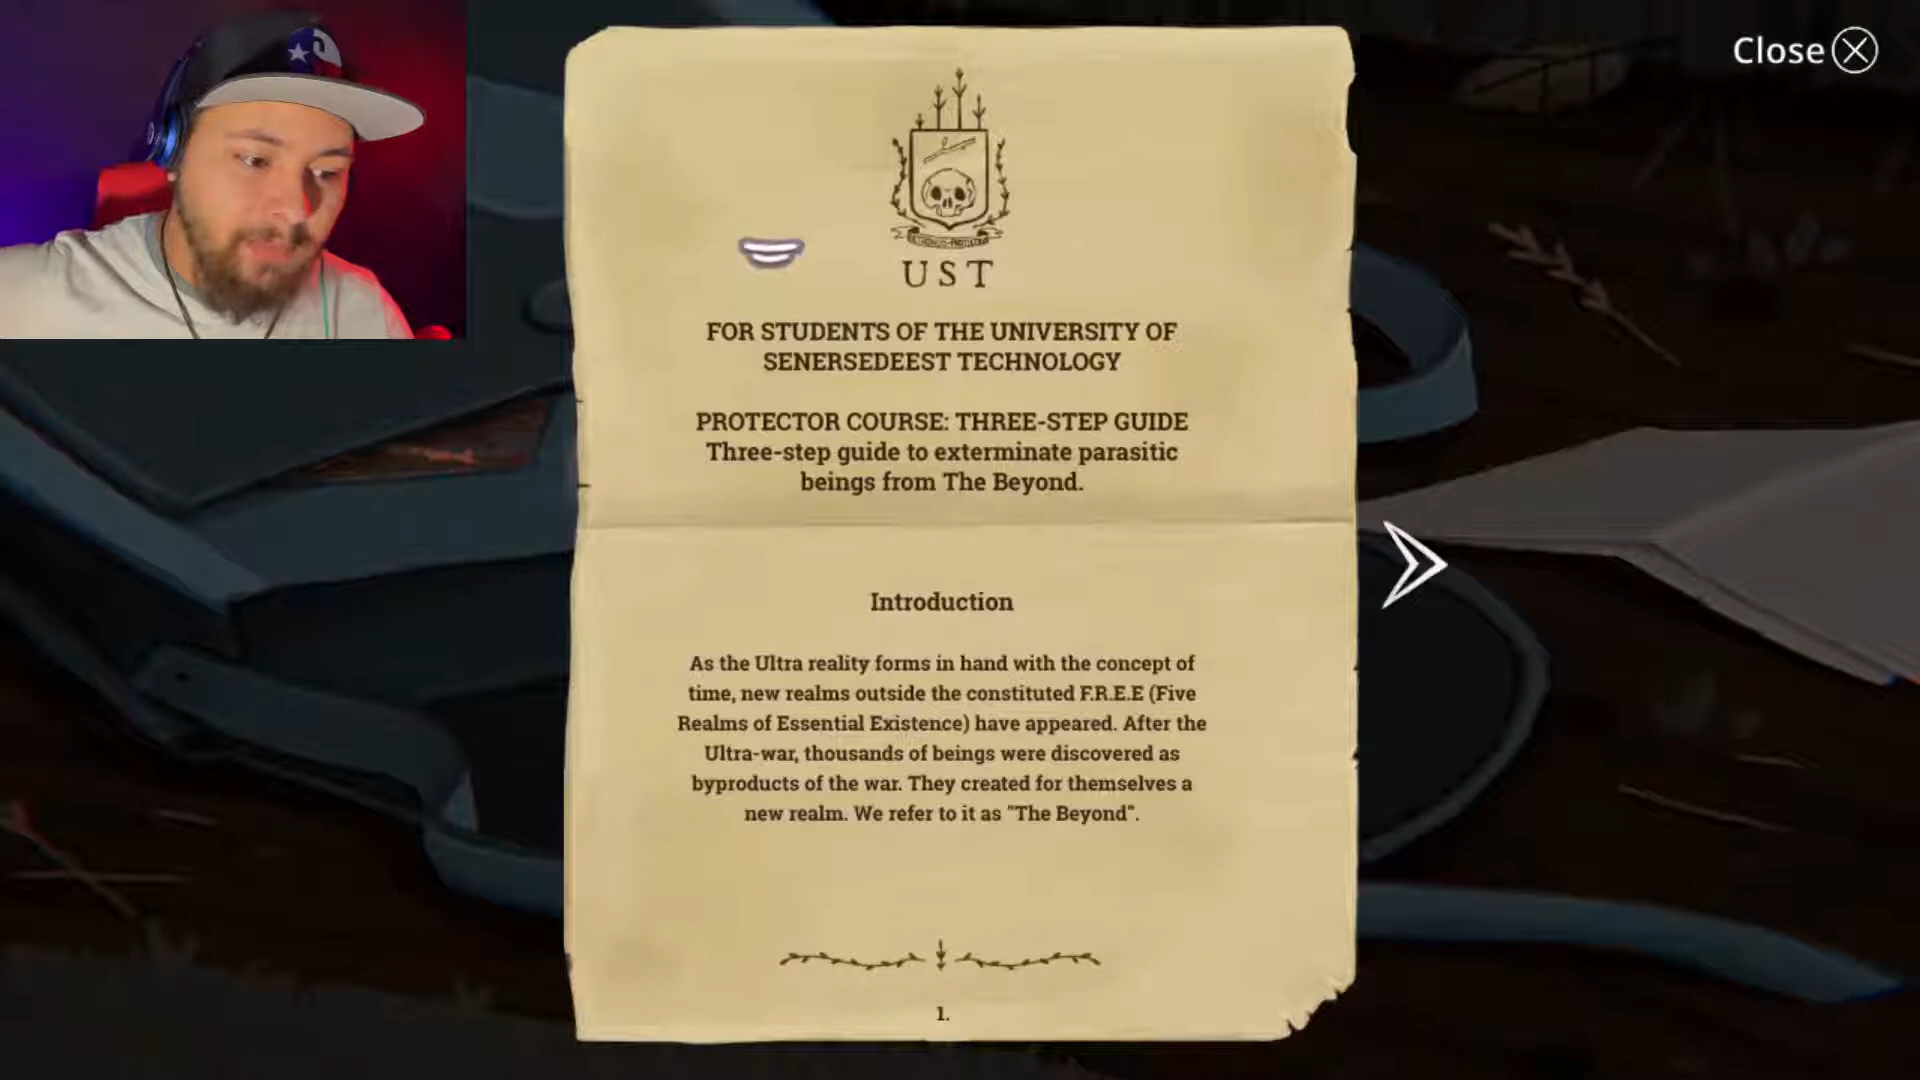 Close
UST
FOR STUDENTS OF THE UNIVERSITY OF
SENERSEDEEST TECHNOLOGY
PROTECTOR COURSE: THREE-STEP GUIDE
Three-step guide to exterminate parasitic
beings from The Beyond.
Introduction
As the Ultra reality forms in hand with the concept of
time, new realms outside the constituted F.R.E.E (Five
Realms of Essential Existence) have appeared. After the
Ultra-war, thousands of beings were discovered as
byproducts of the war. They created for themselves a
new realm. We refer to it as "The Beyond".
1.